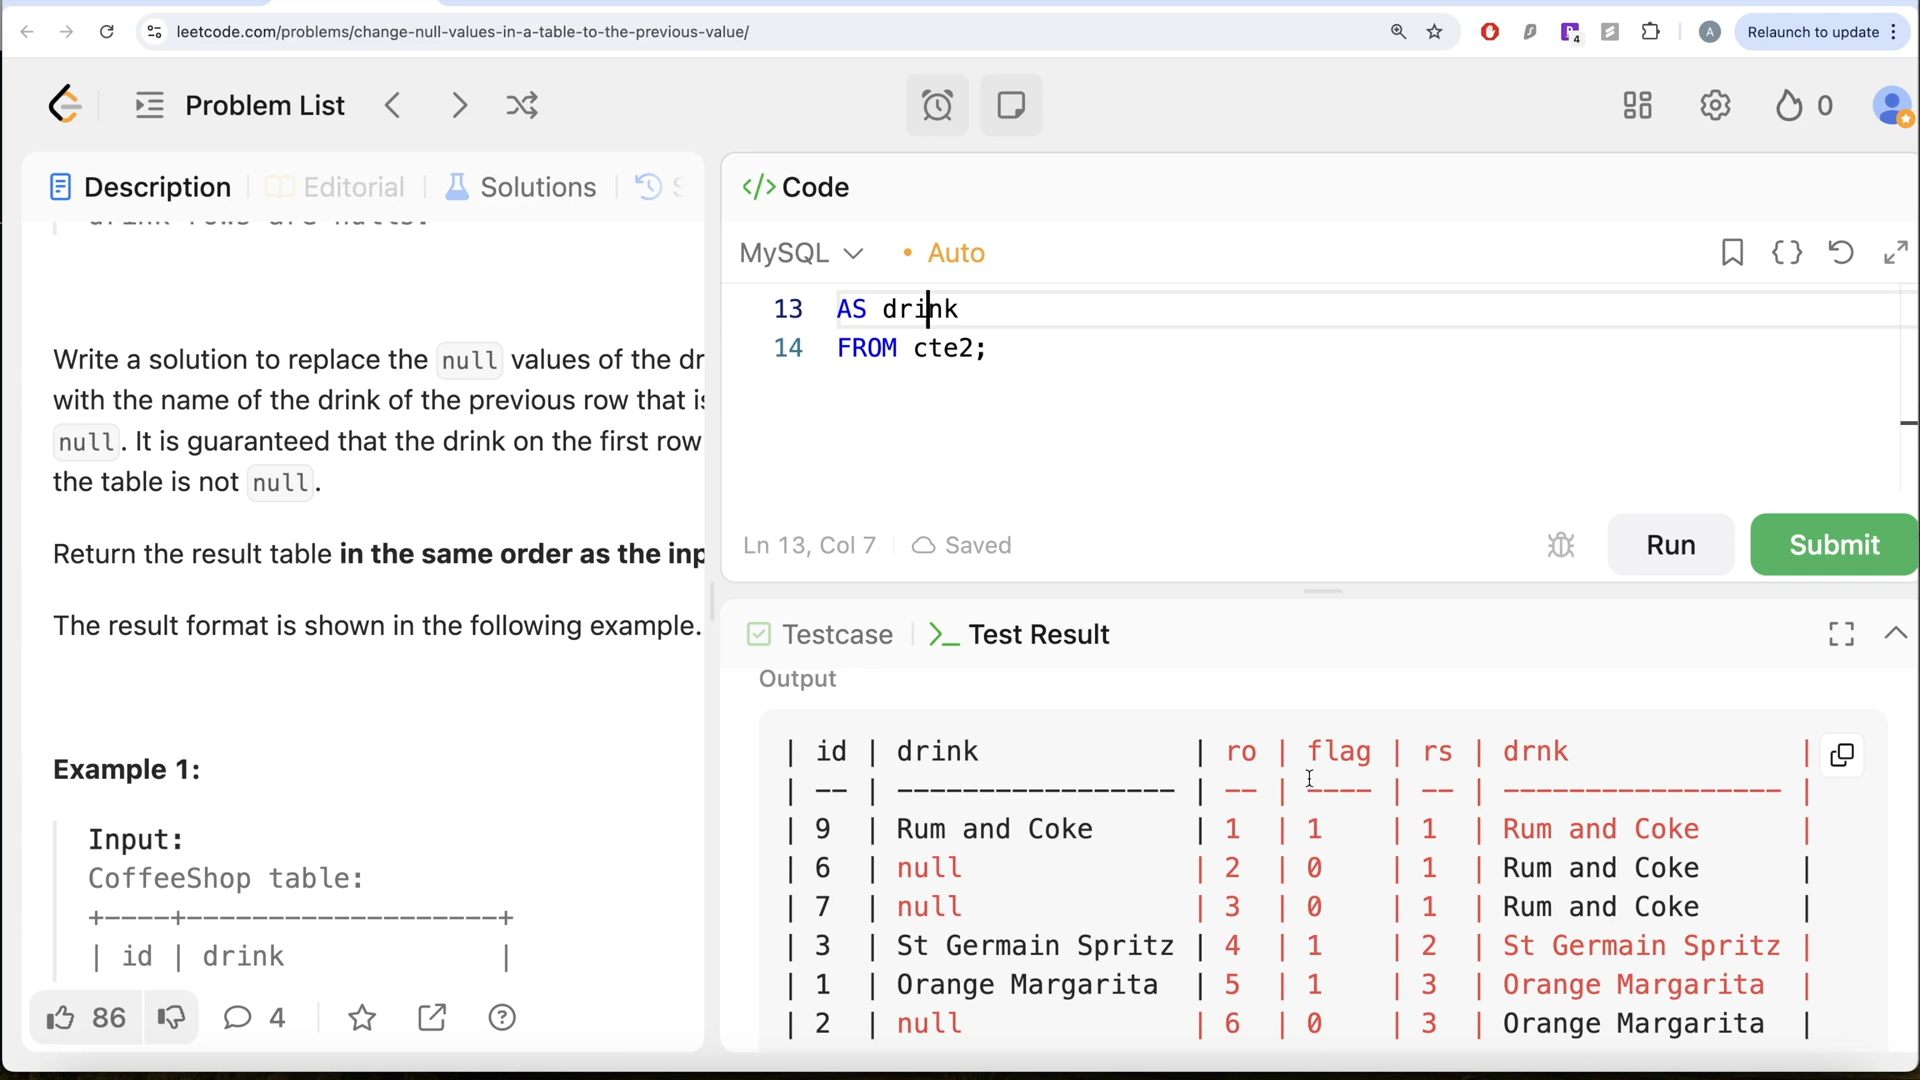 leetcode.com/problems/change-null-values-in-a-table-to-the-previous-value/
4
A
Relaunch to update
Problem List
0
Description
Editorial
Solutions
S
drink rows are nulls.
Write a solution to replace the null values of the dr
with the name of the drink of the previous row that is
null. It is guaranteed that the drink on the first row
the table is not null.
Return the result table in the same order as the inp
The result format is shown in the following example.
Example 1:
Input:
CoffeeShop table:
+----+-------------------+
| id | drink             |
86
4
</> Code
MySQL
• Auto
13 AS drink
14 FROM cte2;
Ln 13, Col 7
Saved
Run
Submit
Testcase
>_ Test Result
Output
| id | drink             | ro | flag | rs | drnk              |
| -- | ----------------- | -- | ---- | -- | ----------------- |
| 9  | Rum and Coke      | 1  | 1    | 1  | Rum and Coke      |
| 6  | null              | 2  | 0    | 1  | Rum and Coke      |
| 7  | null              | 3  | 0    | 1  | Rum and Coke      |
| 3  | St Germain Spritz | 4  | 1    | 2  | St Germain Spritz |
| 1  | Orange Margarita  | 5  | 1    | 3  | Orange Margarita  |
| 2  | null              | 6  | 0    | 3  | Orange Margarita  |